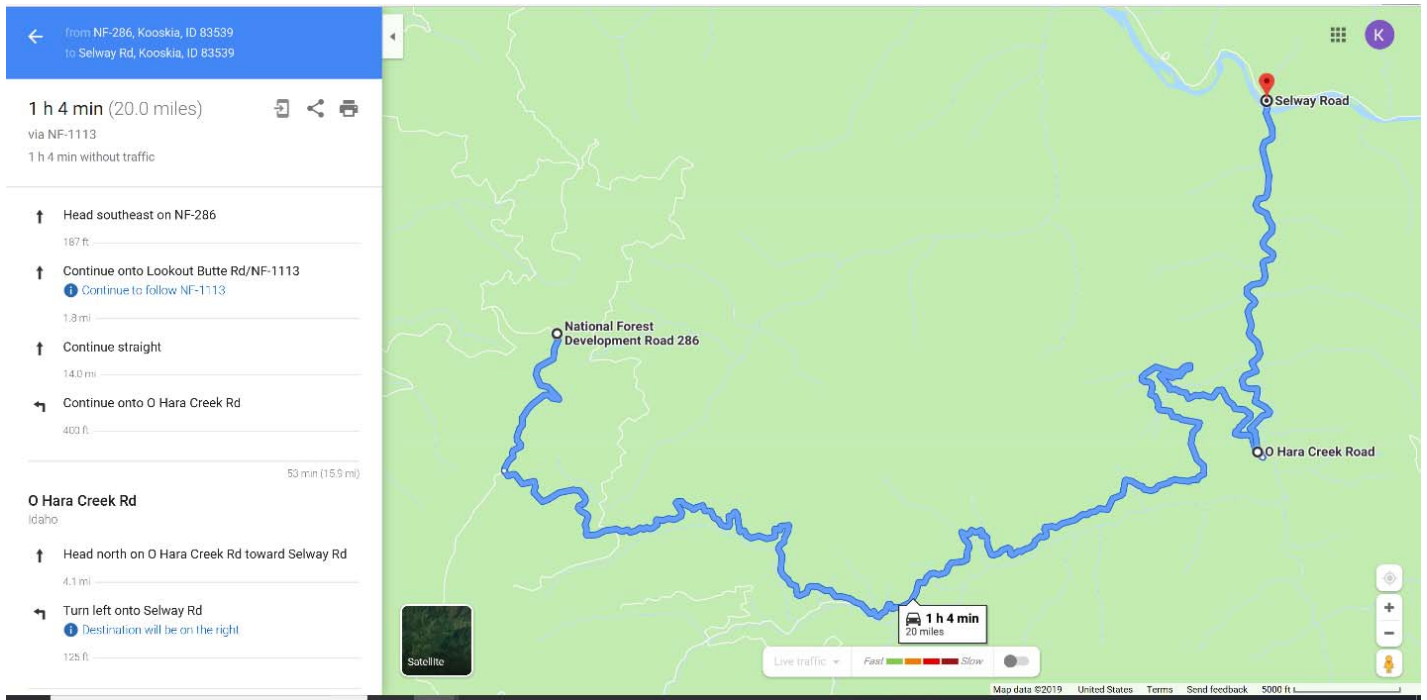 from NF-286, Kooskia, ID 83539
to Selway Rd, Kooskia, ID 83539
1 h 4 min (20.0 miles)
via NF-1113
1 h 4 min without traffic
Head southeast on NF-286
187 ft
Continue onto Lookout Butte Rd/NF-1113
Continue to follow NF-1113
1.8 mi
Continue straight
14.0 mi
Continue onto O Hara Creek Rd
400 ft
53 min (15.9 mi)
O Hara Creek Rd
Idaho
Head north on O Hara Creek Rd toward Selway Rd
4.1 mi
Turn left onto Selway Rd
Destination will be on the right
125 ft
K
Selway Road
National Forest
Development Road 286
O Hara Creek Road
1 h 4 min
20 miles
Satellite
Live traffic
Fast Slow
Map data ©2019 United States Terms Send feedback 5000 ft